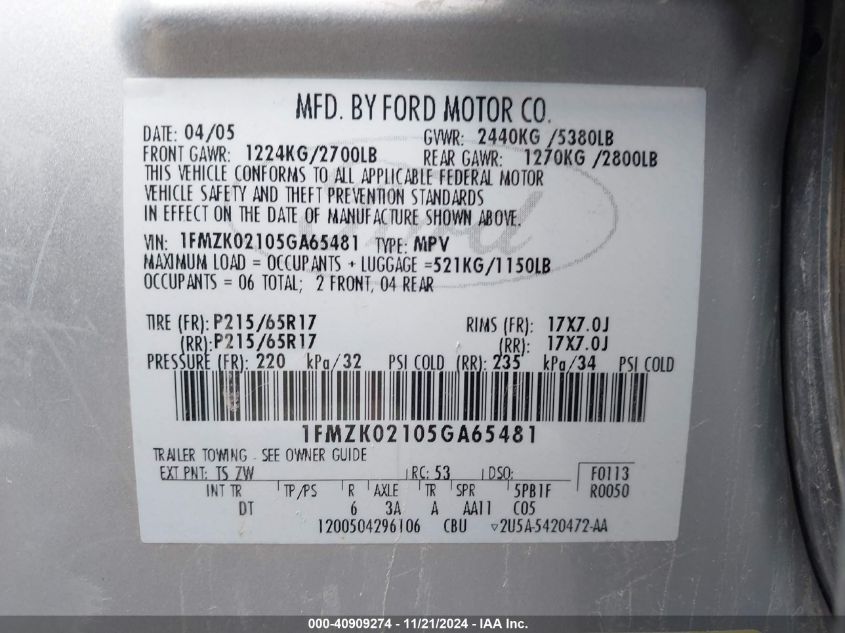 MFD. BY FORD MOTOR CO.
DATE: 04/05 GVWR: 2440KG /5380LB
FRONT GAWR: 1224KG/2700LB REAR GAWR: 1270KG /2800LB
THIS VEHICLE CONFORMS TO ALL APPLICABLE FEDERAL MOTOR
VEHICLE SAFETY AND THEFT PREVENTION STANDARDS
IN EFFECT ON THE DATE OF MANUFACTURE SHOWN ABOVE.
VIN: 1FMZK02105GA65481 TYPE: MPV
MAXIMUM LOAD = OCCUPANTS + LUGGAGE =521KG/1150LB
OCCUPANTS = 06 TOTAL; 2 FRONT, 04 REAR
TIRE (FR): P215/65R17 RIMS (FR): 17X7.0J
(RR): P215/65R17 (RR): 17X7.0J
PRESSURE (FR): 220 kPa/32 PSI COLD (RR): 235 kPa/34 PSI COLD
1FMZK02105GA65481
TRAILER TOWING - SEE OWNER GUIDE
EXT PNT: TS ZW RC: 53 DSO: F0113
INT TR TP/PS R AXLE TR SPR 5PB1F R0050
DT 6 3A A AA11 C05
1200504296106 CBU ▽2U5A-5420472-AA
Ford
000-40909274 - 11/21/2024 - IAA Inc.